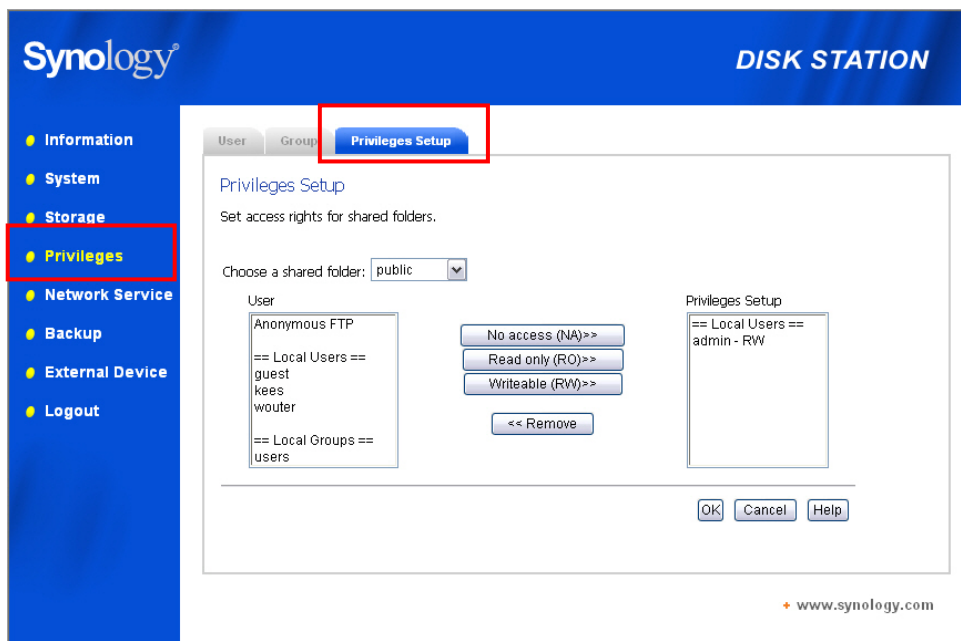 Synology®
DISK STATION
Information
System
Storage
Privileges
Network Service
Backup
External Device
Logout
User
Group
Privileges Setup
Privileges Setup
Set access rights for shared folders.
Choose a shared folder: public
User
Anonymous FTP
== Local Users ==
guest
kees
wouter
== Local Groups ==
users
No access (NA)>>
Read only (RO)>>
Writeable (RW)>>
<< Remove
Privileges Setup
== Local Users ==
admin - RW
OK
Cancel
Help
www.synology.com